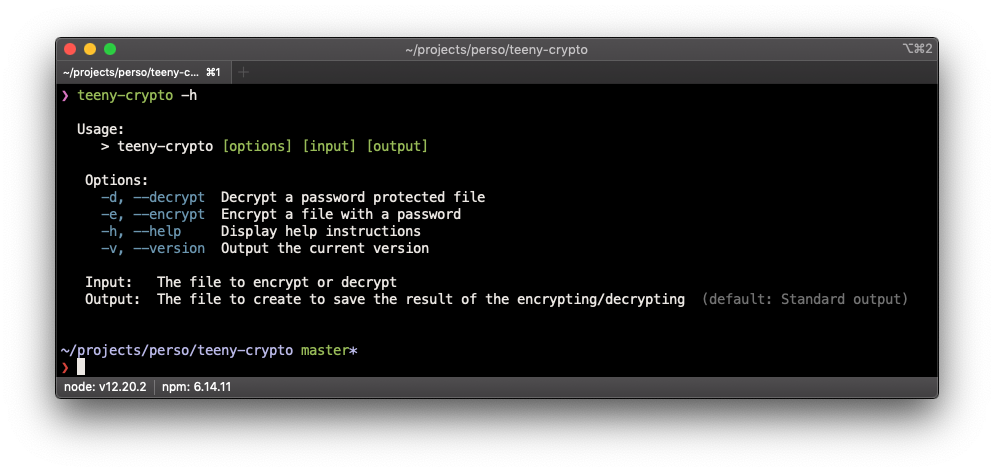 ~/projects/perso/teeny-crypto ⌥⌘2
~/projects/perso/teeny-c... ⌘1 +
❯ teeny-crypto -h
Usage:
> teeny-crypto [options] [input] [output]
Options:
-d, --decrypt Decrypt a password protected file
-e, --encrypt Encrypt a file with a password
-h, --help Display help instructions
-v, --version Output the current version
Input: The file to encrypt or decrypt
Output: The file to create to save the result of the encrypting/decrypting (default: Standard output)
~/projects/perso/teeny-crypto master*
❯
node: v12.20.2 npm: 6.14.11